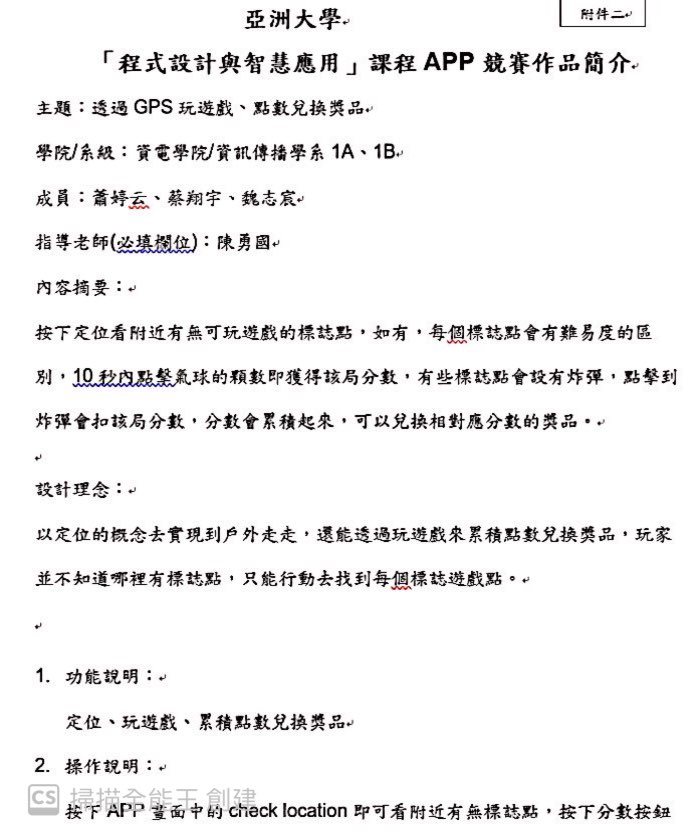 附件二
亞洲大學
「程式設計與智慧應用」課程 APP 競賽作品簡介
主題：透過 GPS 玩遊戲、點數兌換獎品
學院/系級：資電學院/資訊傳播學系 1A、1B
成員：蕭婷云、蔡翔宇、魏志宸
指導老師(必填欄位)：陳勇國
內容摘要：
按下定位看附近有無可玩遊戲的標誌點，如有，每個標誌點會有難易度的區
別，10 秒內點擊氣球的顆數即獲得該局分數，有些標誌點會設有炸彈，點擊到
炸彈會扣該局分數，分數會累積起來，可以兌換相對應分數的獎品。
設計理念：
以定位的概念去實現到戶外走走，還能透過玩遊戲來累積點數兌換獎品，玩家
並不知道哪裡有標誌點，只能行動去找到每個標誌遊戲點。
1. 功能說明：
定位、玩遊戲、累積點數兌換獎品
2. 操作說明：
按下 APP 畫面中的 check location 即可看附近有無標誌點，按下分數按鈕
CS 掃描全能王 創建